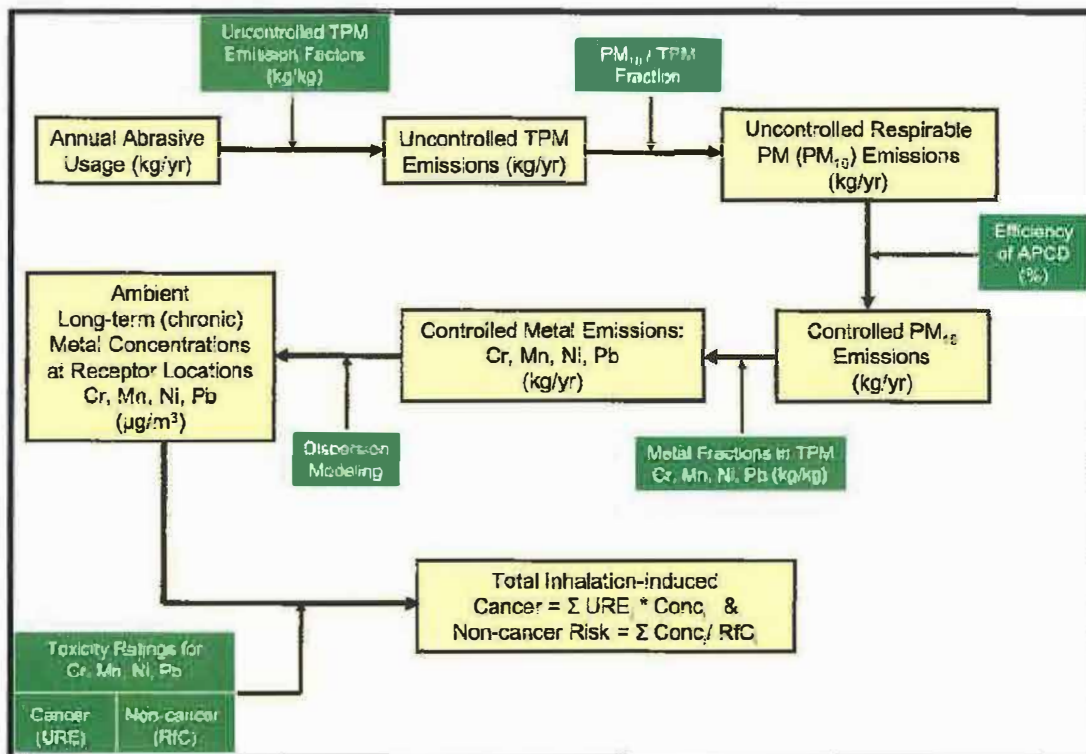 Uncontrolled TPM
Emission Factors
(kg/kg)
PM₁₀ / TPM
Fraction
Annual Abrasive
Usage (kg/yr)
Uncontrolled TPM
Emissions (kg/yr)
Uncontrolled Respirable
PM (PM₁₀) Emissions
(kg/yr)
Efficiency
of APCD
(%)
Ambient
Long-term (chronic)
Metal Concentrations
at Receptor Locations
Cr, Mn, Ni, Pb
(µg/m³)
Controlled Metal Emissions:
Cr, Mn, Ni, Pb
(kg/yr)
Controlled PM₁₀
Emissions
(kg/yr)
Dispersion
Modeling
Metal Fractions in TPM
Cr, Mn, Ni, Pb (kg/kg)
Total Inhalation-induced
Cancer = Σ UREᵢ * Concᵢ &
Non-cancer Risk = Σ Concᵢ/ RfCᵢ
Toxicity Ratings for
Cr, Mn, Ni, Pb
Cancer
(URE)
Non-cancer
(RfC)